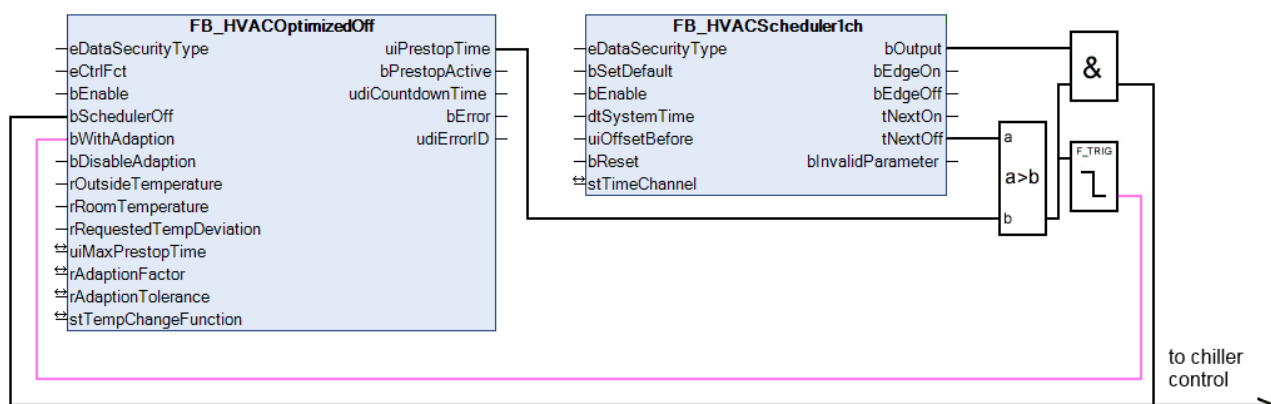 FB_HVACOptimizedOff
eDataSecurityType uiPrestopTime
eCtrlFct bPrestopActive
bEnable udiCountdownTime
bSchedulerOff bError
bWithAdaption udiErrorID
bDisableAdaption
rOutsideTemperature
rRoomTemperature
rRequestedTempDeviation
uiMaxPrestopTime
rAdaptionFactor
rAdaptionTolerance
stTempChangeFunction
FB_HVACScheduler1ch
eDataSecurityType bOutput
bSetDefault bEdgeOn
bEnable bEdgeOff
dtSystemTime tNextOn
uiOffsetBefore tNextOff
bReset bInvalidParameter
stTimeChannel
a
a>b
b
&
F_TRIG
to chiller
control